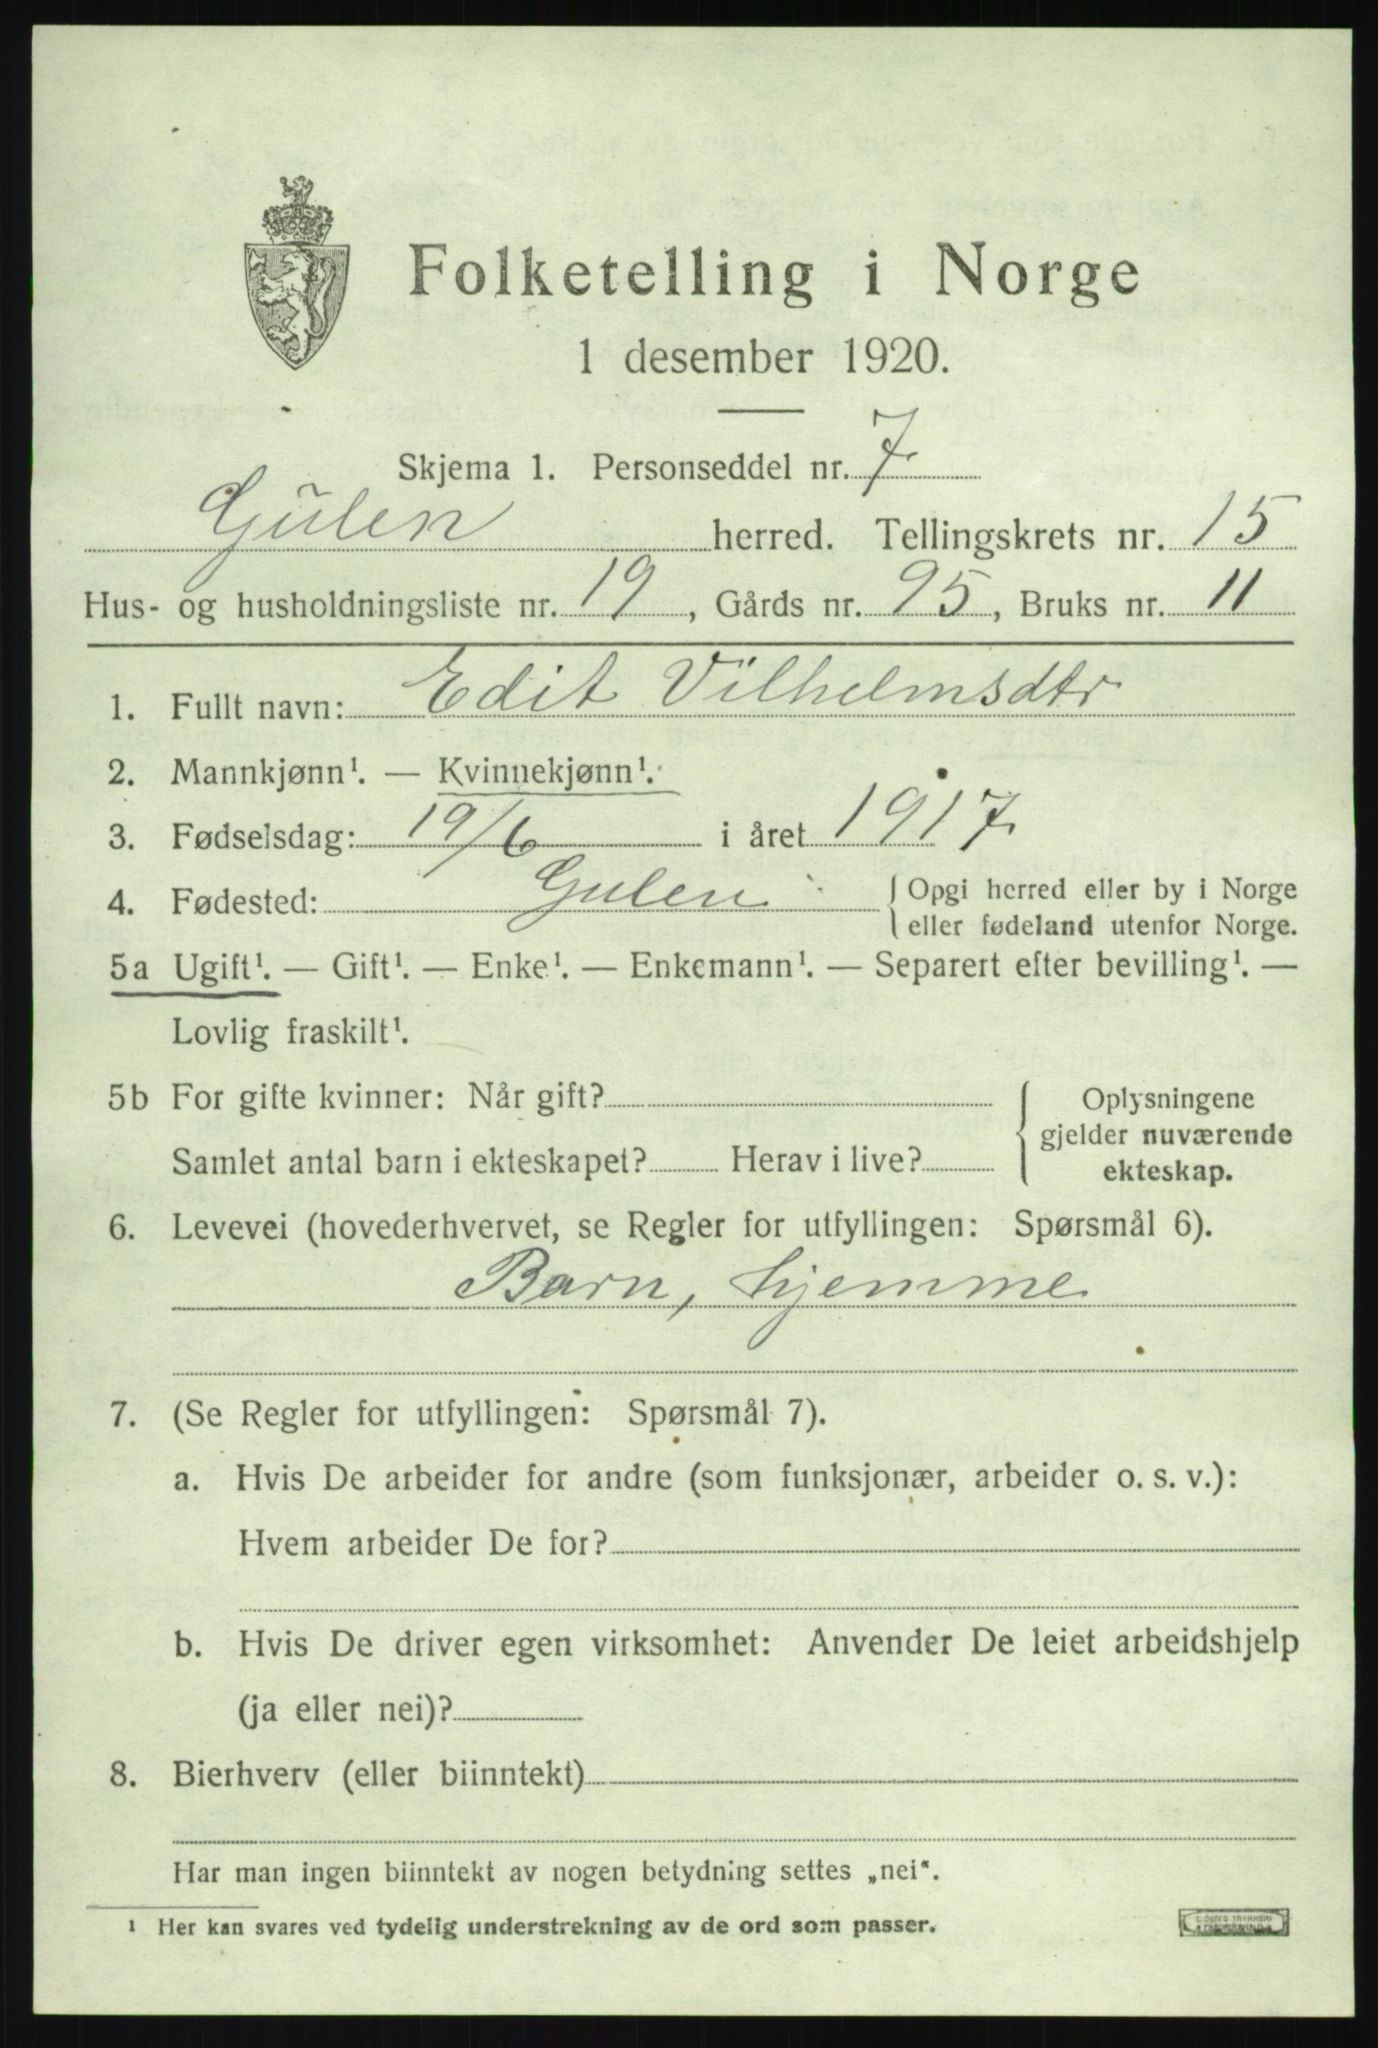 Folketelling i Norge
1 desember 1920.
Skjema 1. Personseddel nr. 7
Gulen herred. Tellingskrets nr. 15
Hus- og husholdningsliste nr. 19, Gårds nr. 95, Bruks nr. 11
1. Fullt navn: Edit Vilhelmsdtr
2. Mannkjønn¹. — Kvinnekjønn¹.
3. Fødselsdag: 19/6 i året 1917
4. Fødested: Gulen { Opgi herred eller by i Norge
eller fødeland utenfor Norge.
5a Ugift¹. — Gift¹. — Enke¹. — Enkemann¹. — Separert efter bevilling¹. —
Lovlig fraskilt¹.
5b For gifte kvinner: Når gift? Oplysningene
gjelder nuværende
Samlet antal barn i ekteskapet? Herav i live? ekteskap.
6. Levevei (hovederhvervet, se Regler for utfyllingen: Spørsmål 6).
Barn, hjemme
7. (Se Regler for utfyllingen: Spørsmål 7).
a. Hvis De arbeider for andre (som funksjonær, arbeider o. s. v.):
Hvem arbeider De for?
b. Hvis De driver egen virksomhet: Anvender De leiet arbeidshjelp
(ja eller nei)?
8. Bierhverv (eller biinntekt)
Har man ingen biinntekt av nogen betydning settes „nei“.
¹ Her kan svares ved tydelig understrekning av de ord som passer.